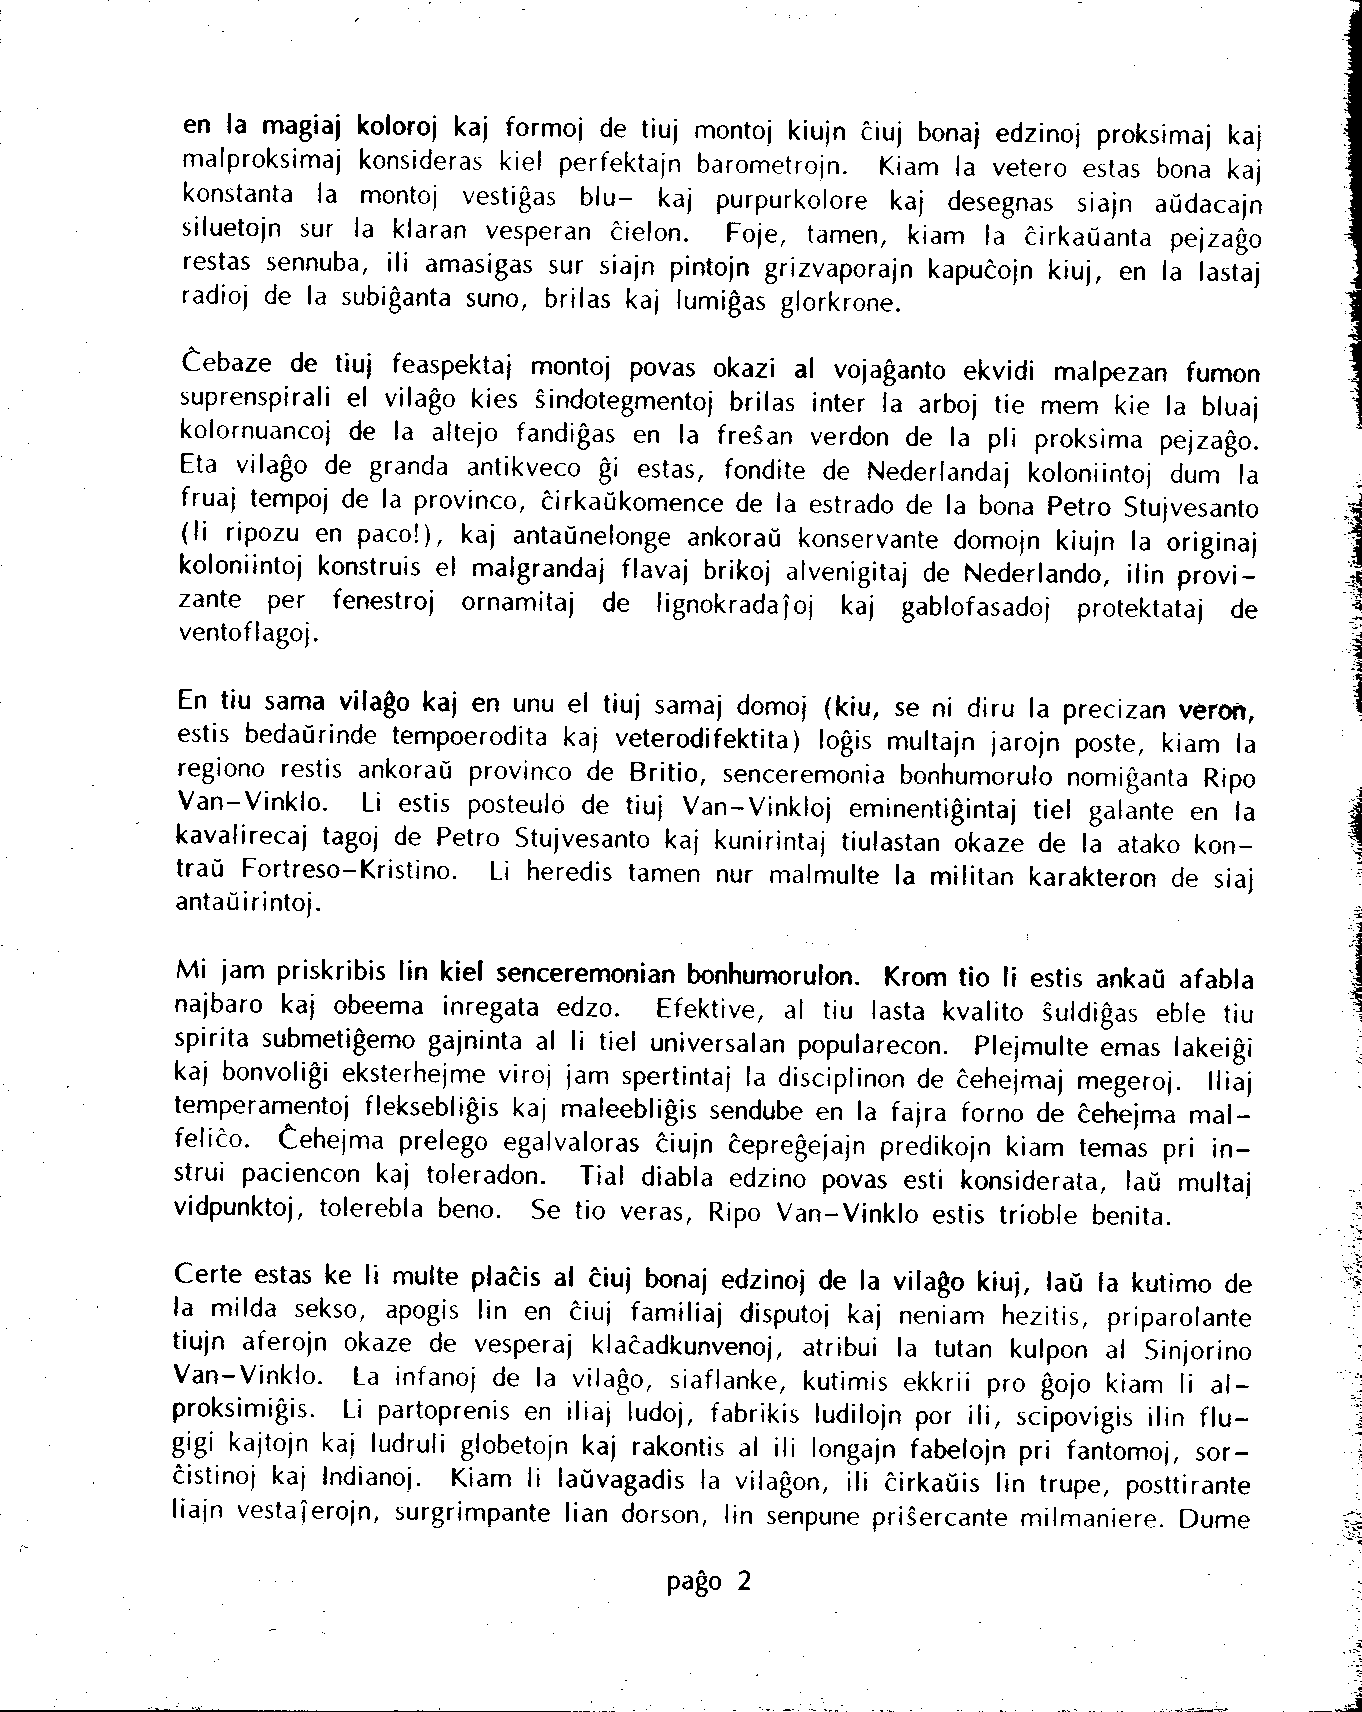 en la magiaj koloroj kaj formoj de tiuj montoj kiujn ĉiuj bonaj edzinoj proksimaj kaj
malproksimaj konsideras kiel perfektajn barometrojn. Kiam la vetero estas bona kaj
konstanta la montoj vestiĝas blu- kaj purpurkolore kaj desegnas siajn aŭdacajn
siluetojn sur la klaran vesperan ĉielon. Foje, tamen, kiam la ĉirkaŭanta pejzaĝo
restas sennuba, ili amasigas sur siajn pintojn grizvaporajn kapuĉojn kiuj, en la lastaj
radioj de la subiĝanta suno, brilas kaj lumiĝas glorkrone.
Ĉebaze de tiuj feaspektaj montoj povas okazi al vojaĝanto ekvidi malpezan fumon
suprenspirali el vilaĝo kies ŝindotegmentoj brilas inter la arboj tie mem kie la bluaj
kolornuancoj de la altejo fandiĝas en la freŝan verdon de la pli proksima pejzaĝo.
Eta vilaĝo de granda antikveco ĝi estas, fondite de Nederlandaj koloniintoj dum la
fruaj tempoj de la provinco, ĉirkaŭkomence de la estrado de la bona Petro Stujvesanto
(li ripozu en paco!), kaj antaŭnelonge ankoraŭ konservante domojn kiujn la originaj
koloniintoj konstruis el malgrandaj flavaj brikoj alvenigitaj de Nederlando, ilin provi-
zante per fenestroj ornamitaj de lignokradaĵoj kaj gablofasadoj protektataj de
ventoflagoj.
En tiu sama vilaĝo kaj en unu el tiuj samaj domoj (kiu, se ni diru la precizan veron,
estis bedaŭrinde tempoerodita kaj veterodifektita) loĝis multajn jarojn poste, kiam la
regiono restis ankoraŭ provinco de Britio, senceremonia bonhumorulo nomiĝanta Ripo
Van-Vinklo. Li estis posteulo de tiuj Van-Vinkloj eminentiĝintaj tiel galante en la
kavalirecaj tagoj de Petro Stujvesanto kaj kunirintaj tiulastan okaze de la atako kon-
traŭ Fortreso-Kristino. Li heredis tamen nur malmulte la militan karakteron de siaj
antaŭirintoj.
Mi jam priskribis lin kiel senceremonian bonhumorulon. Krom tio li estis ankaŭ afabla
najbaro kaj obeema inregata edzo. Efektive, al tiu lasta kvalito ŝuldiĝas eble tiu
spirita submetiĝemo gajninta al li tiel universalan popularecon. Plejmulte emas lakeiĝi
kaj bonvoliĝi eksterhejme viroj jam spertintaj la disciplinon de ĉehejmaj megeroj. Iliaj
temperamentoj fleksebliĝis kaj maleebliĝis sendube en la fajra forno de ĉehejma mal-
feliĉo. Ĉehejma prelego egalvaloras ĉiujn ĉepreĝejajn predikojn kiam temas pri in-
strui paciencon kaj toleradon. Tial diabla edzino povas esti konsiderata, laŭ multaj
vidpunktoj, tolerebla beno. Se tio veras, Ripo Van-Vinklo estis trioble benita.
Certe estas ke li multe plaĉis al ĉiuj bonaj edzinoj de la vilaĝo kiuj, laŭ la kutimo de
la milda sekso, apogis lin en ĉiuj familiaj disputoj kaj neniam hezitis, priparolante
tiujn aferojn okaze de vesperaj klaĉadkunvenoj, atribui la tutan kulpon al Sinjorino
Van-Vinklo. La infanoj de la vilaĝo, siaflanke, kutimis ekkrii pro ĝojo kiam li al-
proksimiĝis. Li partoprenis en iliaj ludoj, fabrikis ludilojn por ili, scipovigis ilin flu-
gigi kajtojn kaj ludruli globetojn kaj rakontis al ili longajn fabelojn pri fantomoj, sor-
ĉistinoj kaj Indianoj. Kiam li laŭvagadis la vilaĝon, ili ĉirkaŭis lin trupe, posttirante
liajn vestaĵerojn, surgrimpante lian dorson, lin senpune priŝercante milmaniere. Dume
paĝo 2